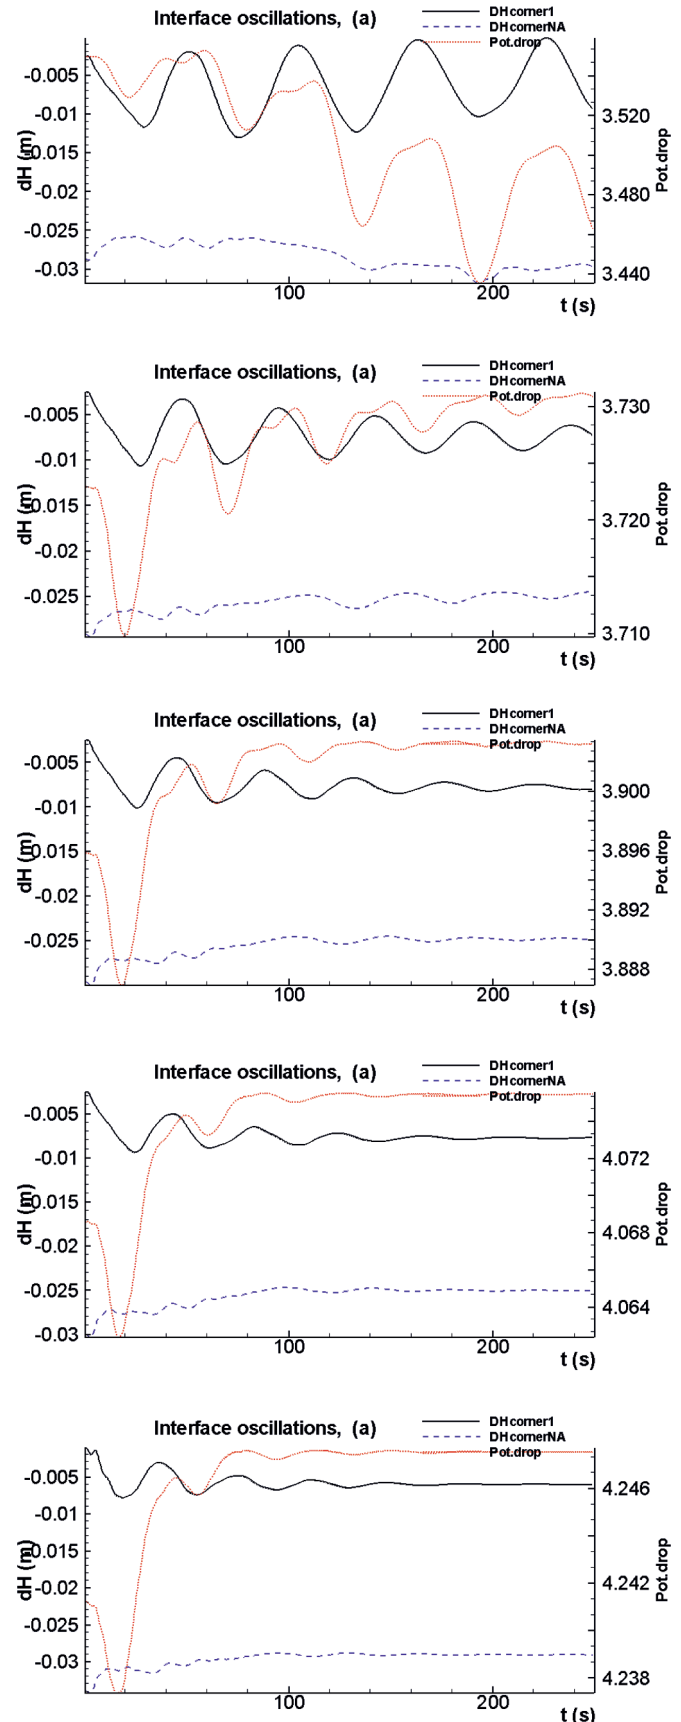 Interface oscillations, (a)
DHcorner1
DHcornerNA
Pot.drop
-0.005
-0.01
-0.015
-0.02
-0.025
-0.03
dH (m)
3.520
3.480
3.440
Pot.drop
100
200
t (s)
Interface oscillations, (a)
DHcorner1
DHcornerNA
Pot.drop
-0.005
-0.01
-0.015
-0.02
-0.025
dH (m)
3.730
3.720
3.710
Pot.drop
100
200
t (s)
Interface oscillations, (a)
DHcorner1
DHcornerNA
Pot.drop
-0.005
-0.01
-0.015
-0.02
-0.025
dH (m)
3.900
3.896
3.892
3.888
Pot.drop
100
200
t (s)
Interface oscillations, (a)
DHcorner1
DHcornerNA
Pot.drop
-0.005
-0.01
-0.015
-0.02
-0.025
-0.03
dH (m)
4.072
4.068
4.064
Pot.drop
100
200
t (s)
Interface oscillations, (a)
DHcorner1
DHcornerNA
Pot.drop
-0.005
-0.01
-0.015
-0.02
-0.025
-0.03
dH (m)
4.246
4.242
4.238
Pot.drop
100
200
t (s)